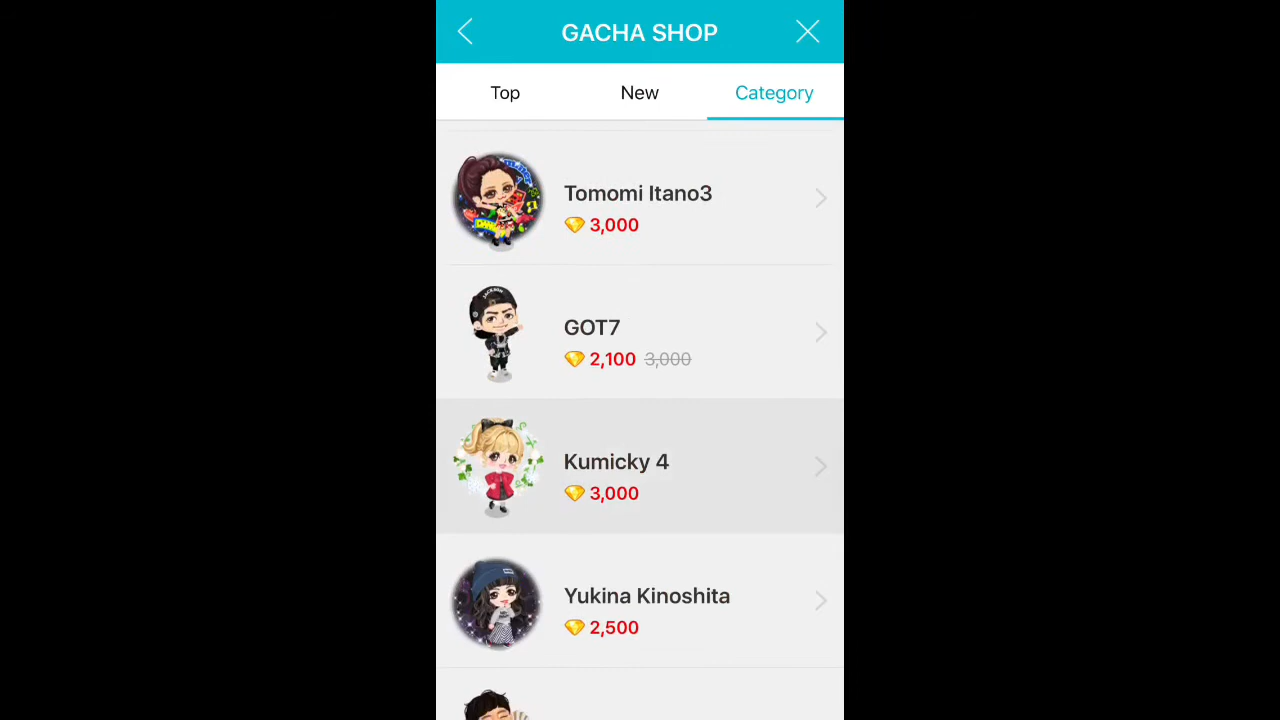 GACHA SHOP
Top
New
Category
Tomomi Itano3
3,000
GOT7
2,100 3,000
Kumicky 4
3,000
Yukina Kinoshita
2,500